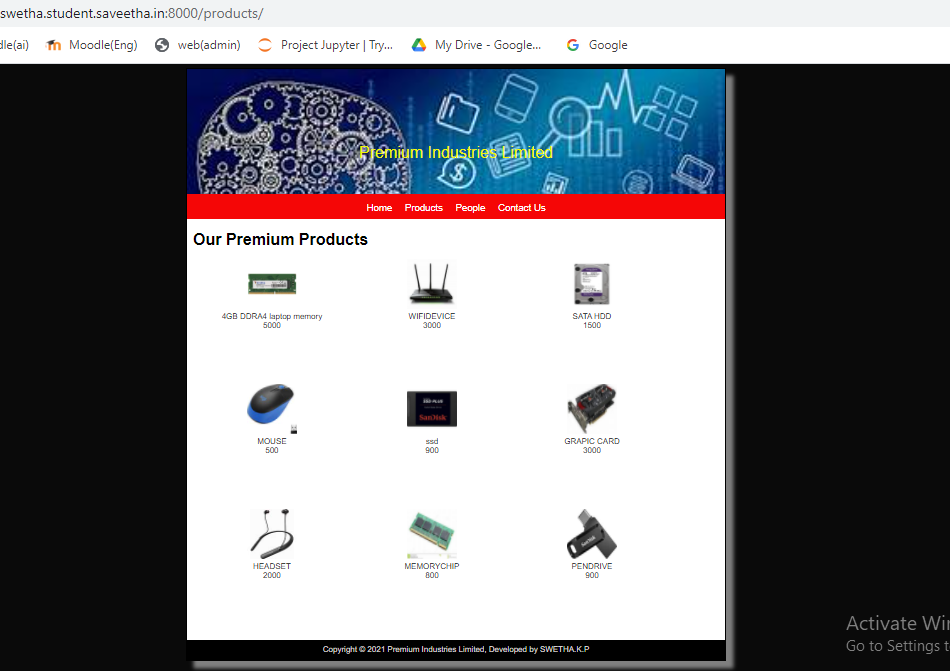 swetha.student.saveetha.in:8000/products/
dle(ai) Moodle(Eng) web(admin) Project Jupyter | Try... My Drive - Google... Google
Premium Industries Limited
Home Products People Contact Us
Our Premium Products
4GB DDRA4 laptop memory
5000
WIFIDEVICE
3000
SATA HDD
1500
MOUSE
500
SanDisk
ssd
900
GRAPIC CARD
3000
HEADSET
2000
MEMORYCHIP
800
SanDisk
PENDRIVE
900
Copyright © 2021 Premium Industries Limited, Developed by SWETHA.K.P
Activate Win
Go to Settings t